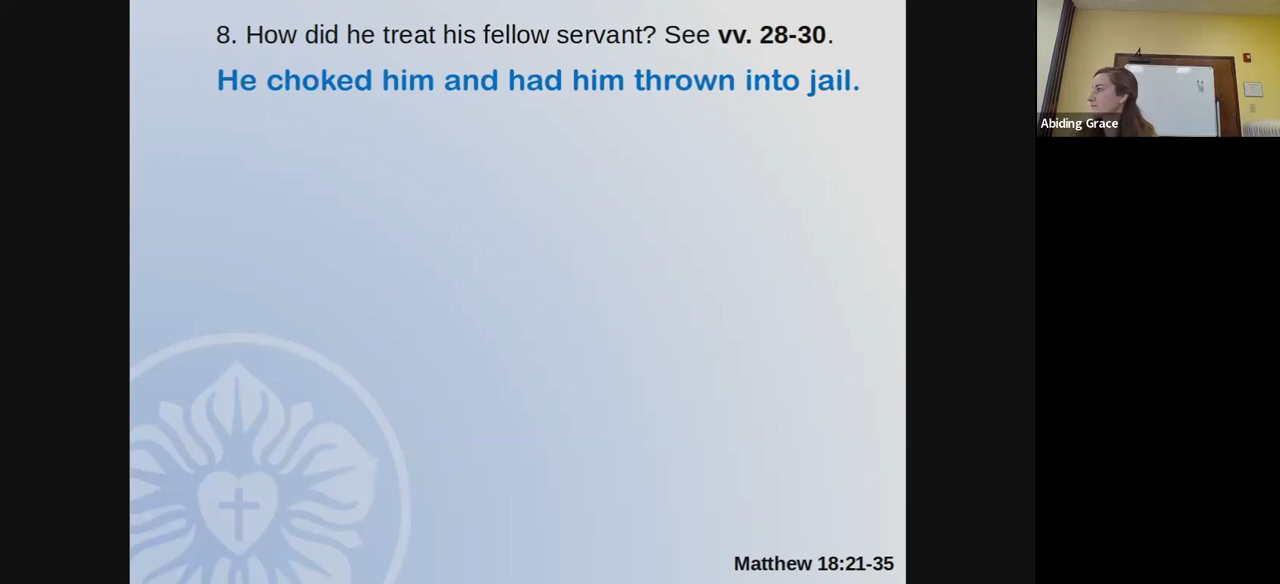 8. How did he treat his fellow servant? See vv. 28-30.
He choked him and had him thrown into jail.
Abiding Grace
Matthew 18:21-35